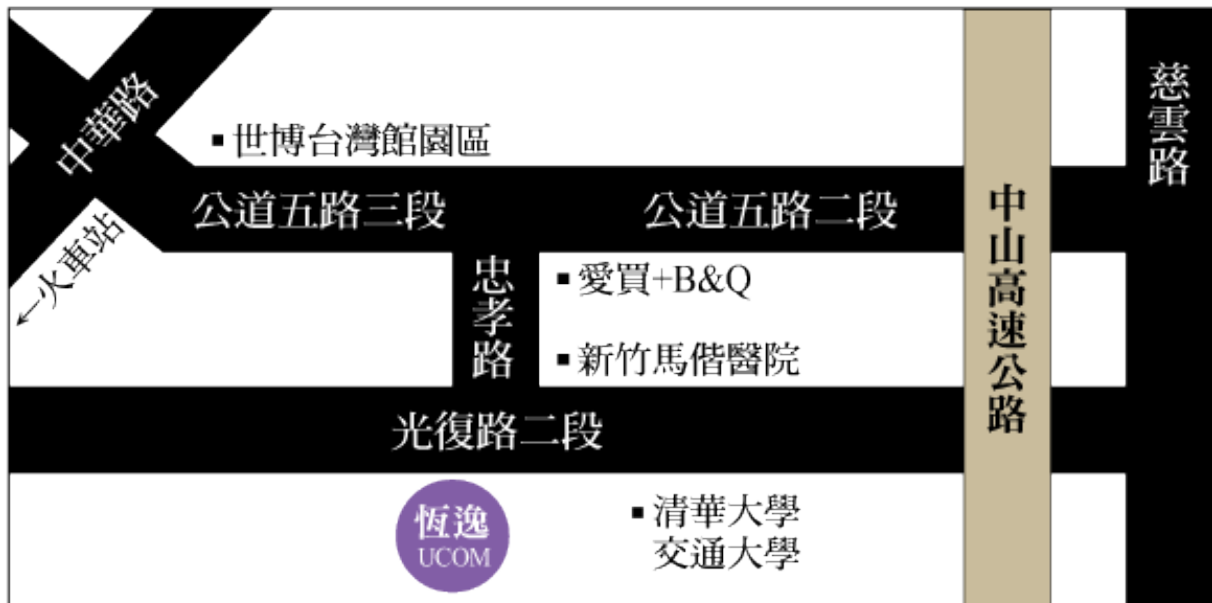 中華路
慈雲路
▪世博台灣館園區
公道五路三段
公道五路二段
中山高速公路
←火車站
忠孝路
▪愛買+B&Q
▪新竹馬偕醫院
光復路二段
恆逸
UCOM
▪清華大學
交通大學